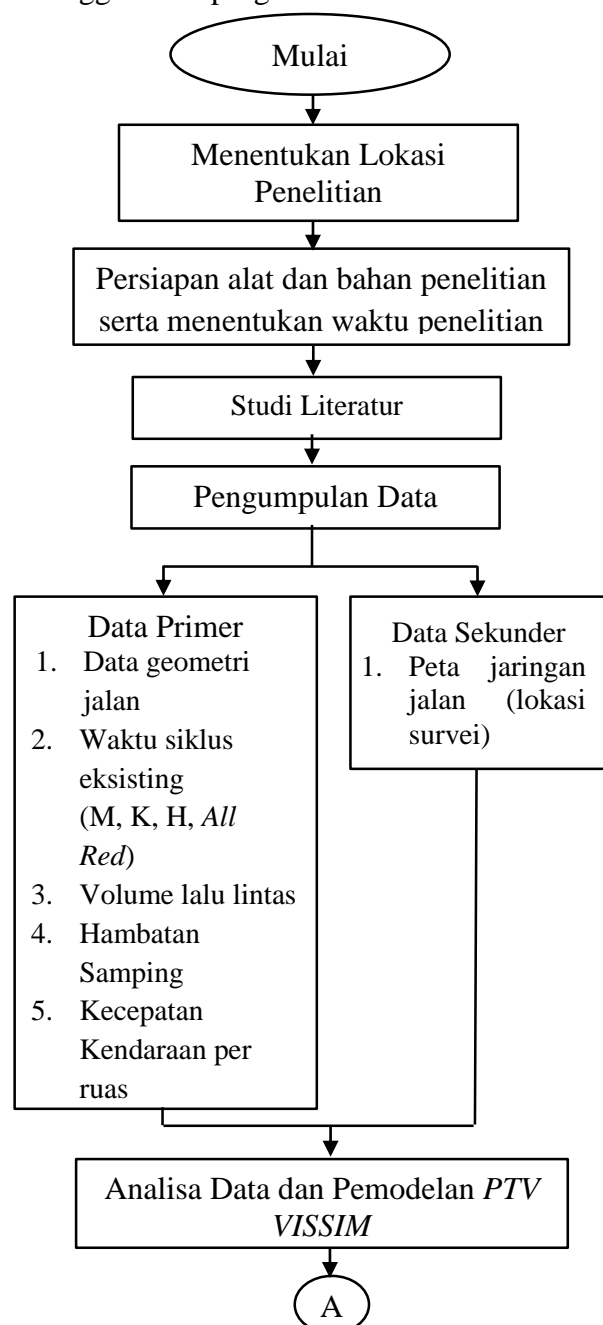 Mulai
Menentukan Lokasi
Penelitian
Persiapan alat dan bahan penelitian
serta menentukan waktu penelitian
Studi Literatur
Pengumpulan Data
Data Primer
1. Data geometri
jalan
2. Waktu siklus
eksisting
(M, K, H, All
Red)
3. Volume lalu lintas
4. Hambatan
Samping
5. Kecepatan
Kendaraan per
ruas
Data Sekunder
1. Peta jaringan
jalan (lokasi
survei)
Analisa Data dan Pemodelan PTV
VISSIM
A